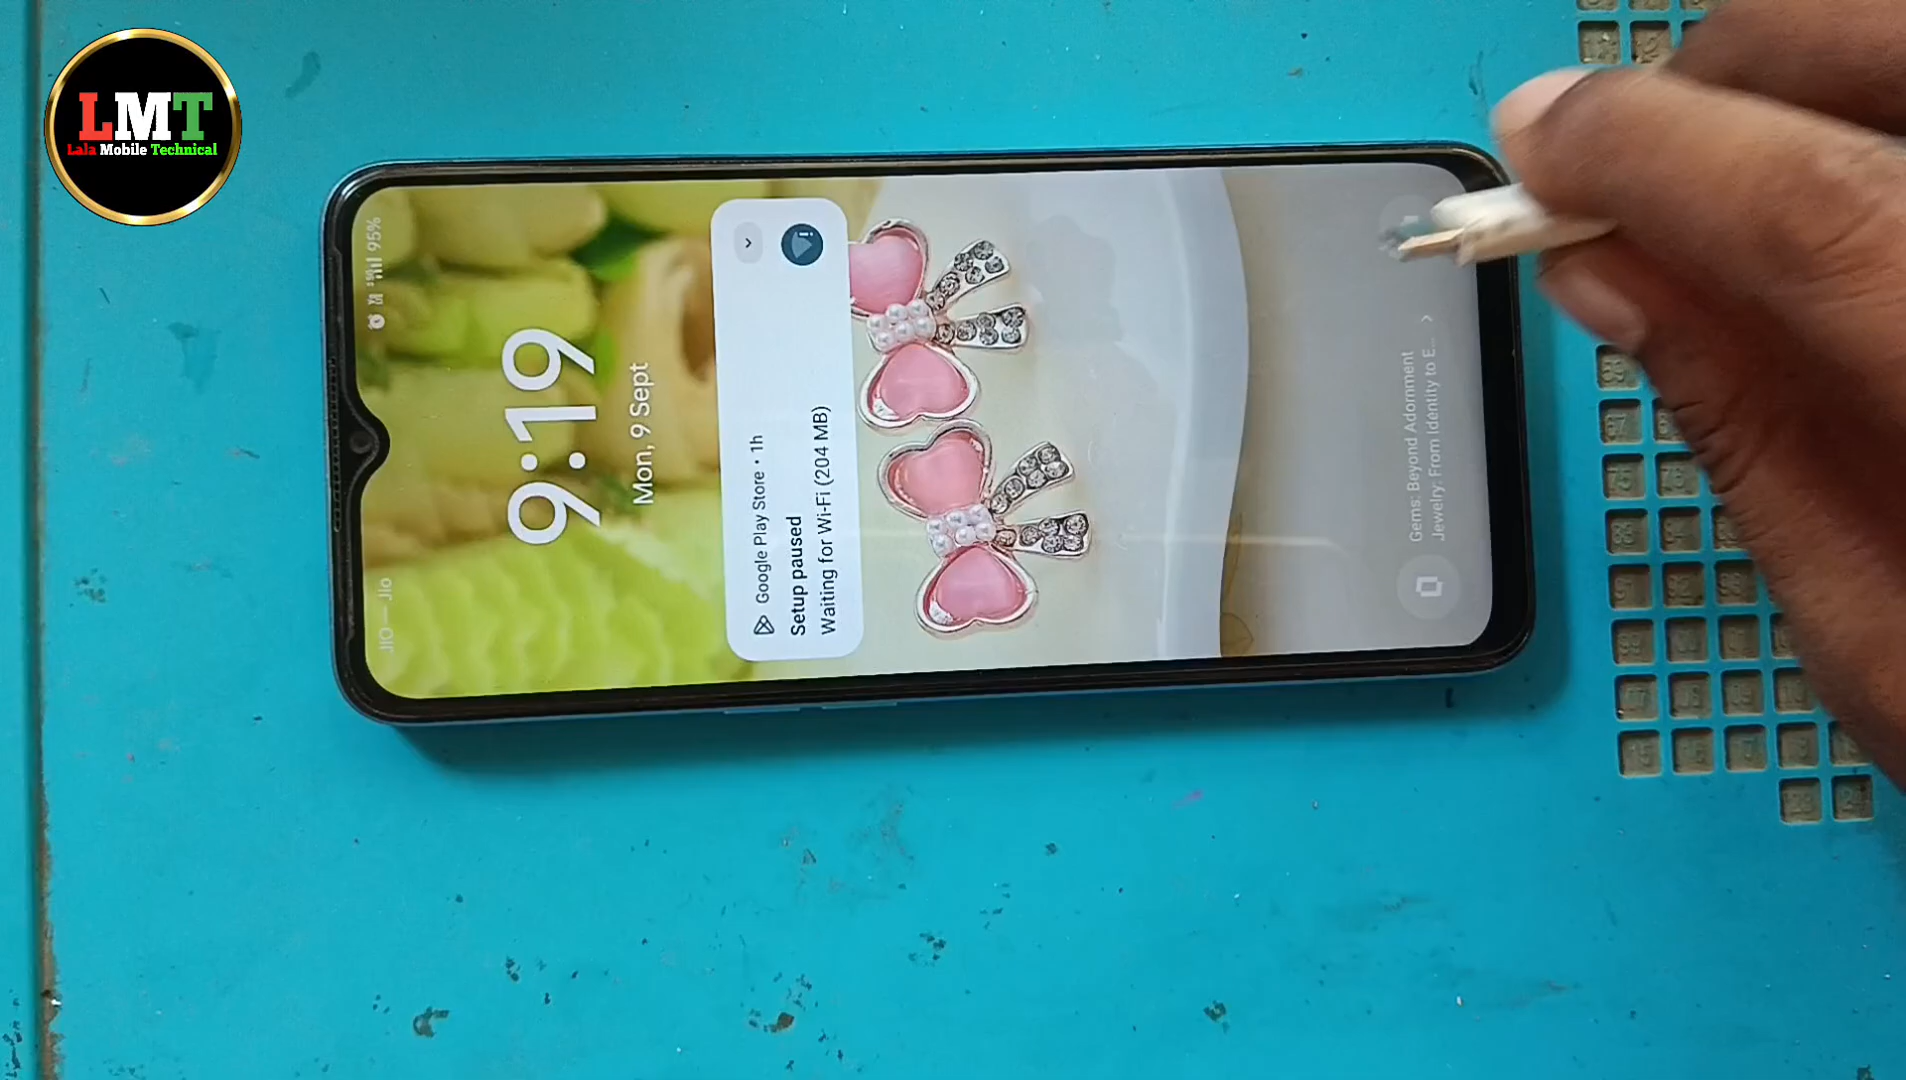 LMT
Lala Mobile Technical
JIO — Jio
95%
9:19
Mon, 9 Sept
Google Play Store • 1h
Setup paused
Waiting for Wi-Fi (204 MB)
Gems: Beyond Adornment
Jewelry: From Identity to E...